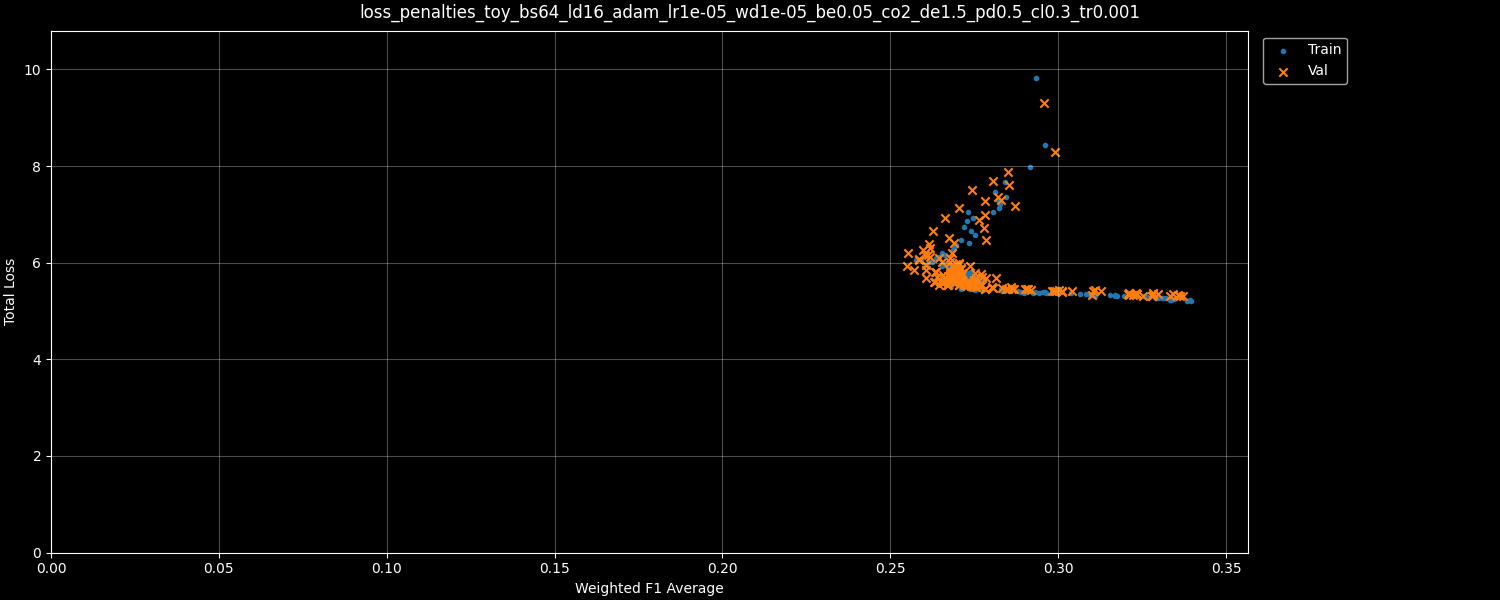 loss_penalties_toy_bs64_ld16_adam_lr1e-05_wd1e-05_be0.05_co2_de1.5_pd0.5_cl0.3_tr0.001
Train
Val
10
8
6
4
2
0
Total Loss
0.00 0.05 0.10 0.15 0.20 0.25 0.30 0.35
Weighted F1 Average